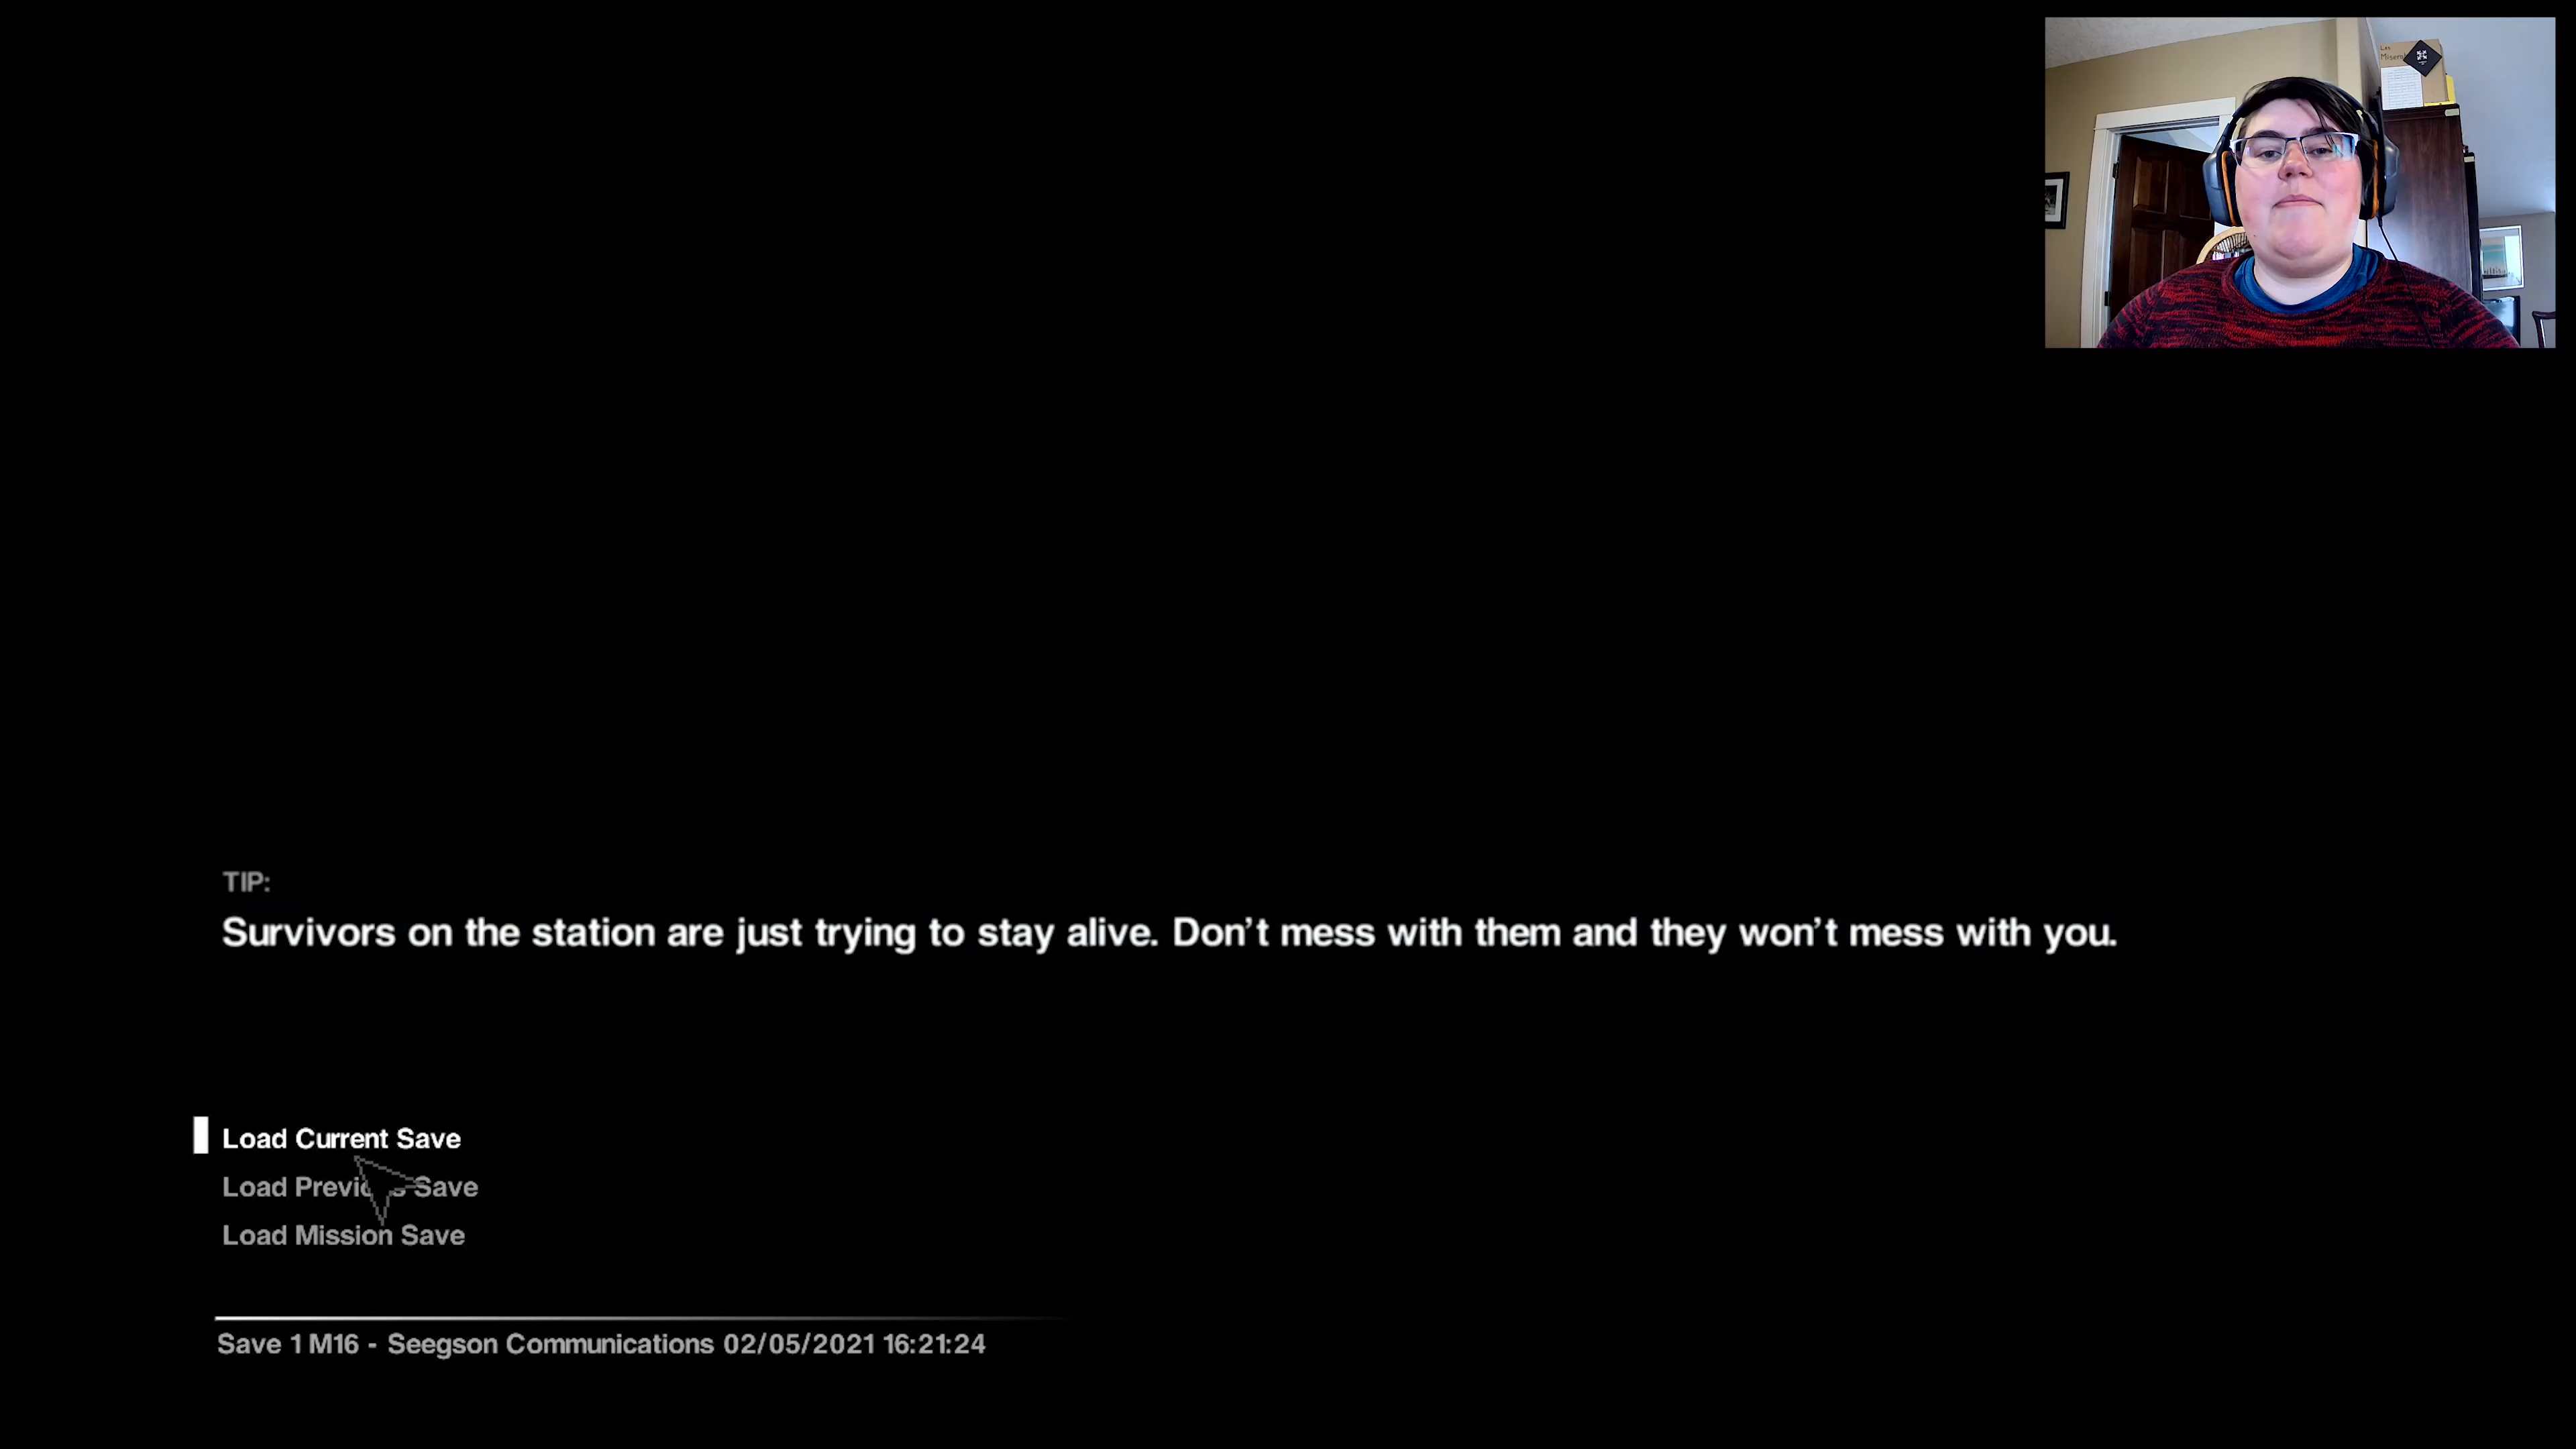 Les
TIP:
Survivors on the station are just trying to stay alive. Don't mess with them and they won't mess with you.
Load Current Save
Load Save
Load Mission Save
Save 1 M16 - Seegson Communications 02/05/2021 16:21:24